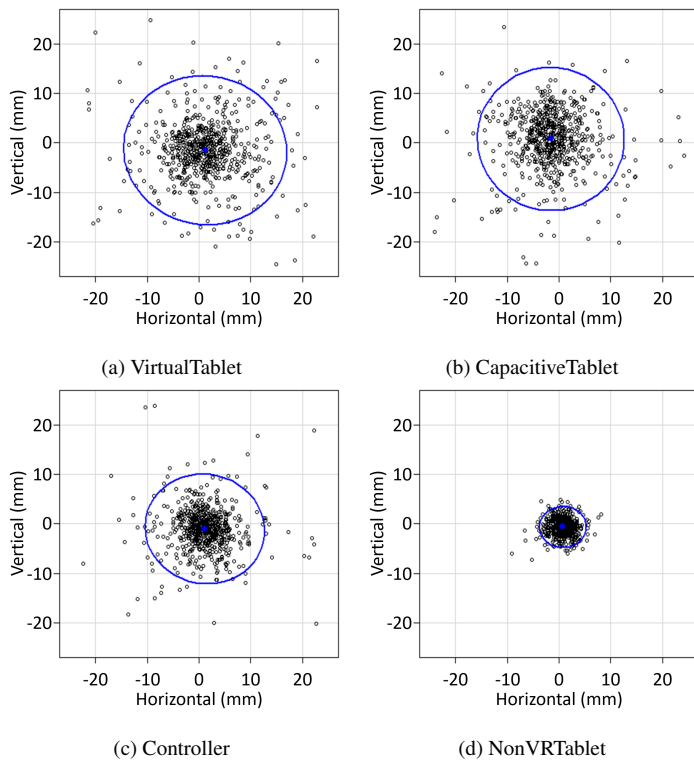 20
10
0
-10
-20
Vertical (mm)
-20 -10 0 10 20
Horizontal (mm)
(a) VirtualTablet
20
10
0
-10
-20
Vertical (mm)
-20 -10 0 10 20
Horizontal (mm)
(b) CapacitiveTablet
20
10
0
-10
-20
Vertical (mm)
-20 -10 0 10 20
Horizontal (mm)
(c) Controller
20
10
0
-10
-20
Vertical (mm)
-20 -10 0 10 20
Horizontal (mm)
(d) NonVRTablet